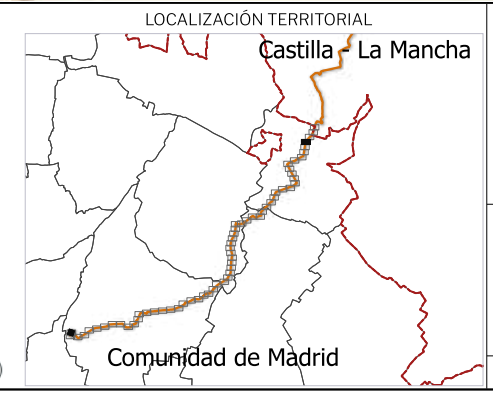 LOCALIZACIÓN TERRITORIAL
Castilla - La Mancha
Comunidad de Madrid